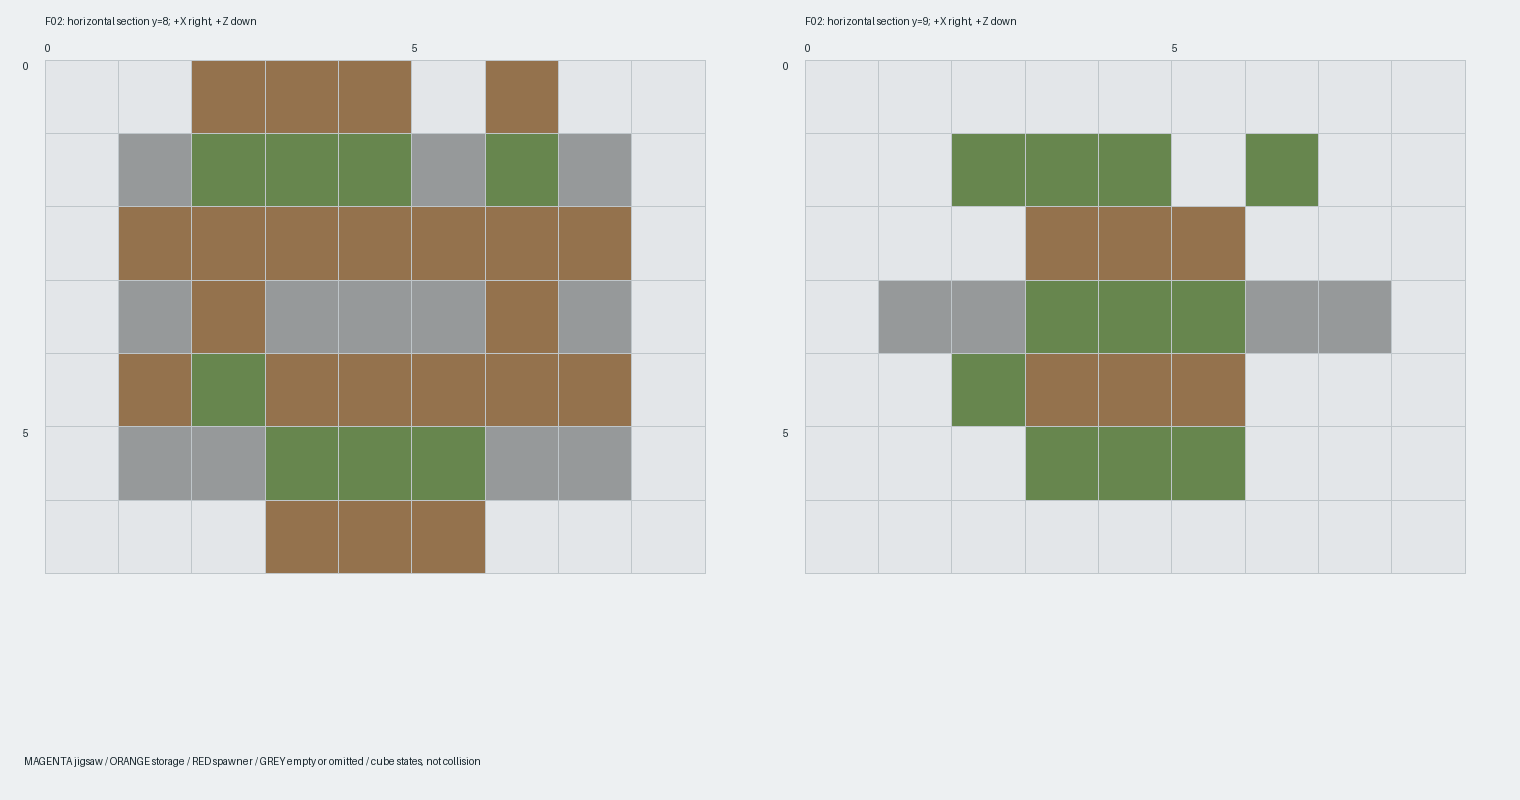 F02: horizontal section y=8; +X right, +Z down
F02: horizontal section y=9; +X right, +Z down
0 5
0 5
0
0
5
5
MAGENTA jigsaw / ORANGE storage / RED spawner / GREY empty or omitted / cube states, not collision